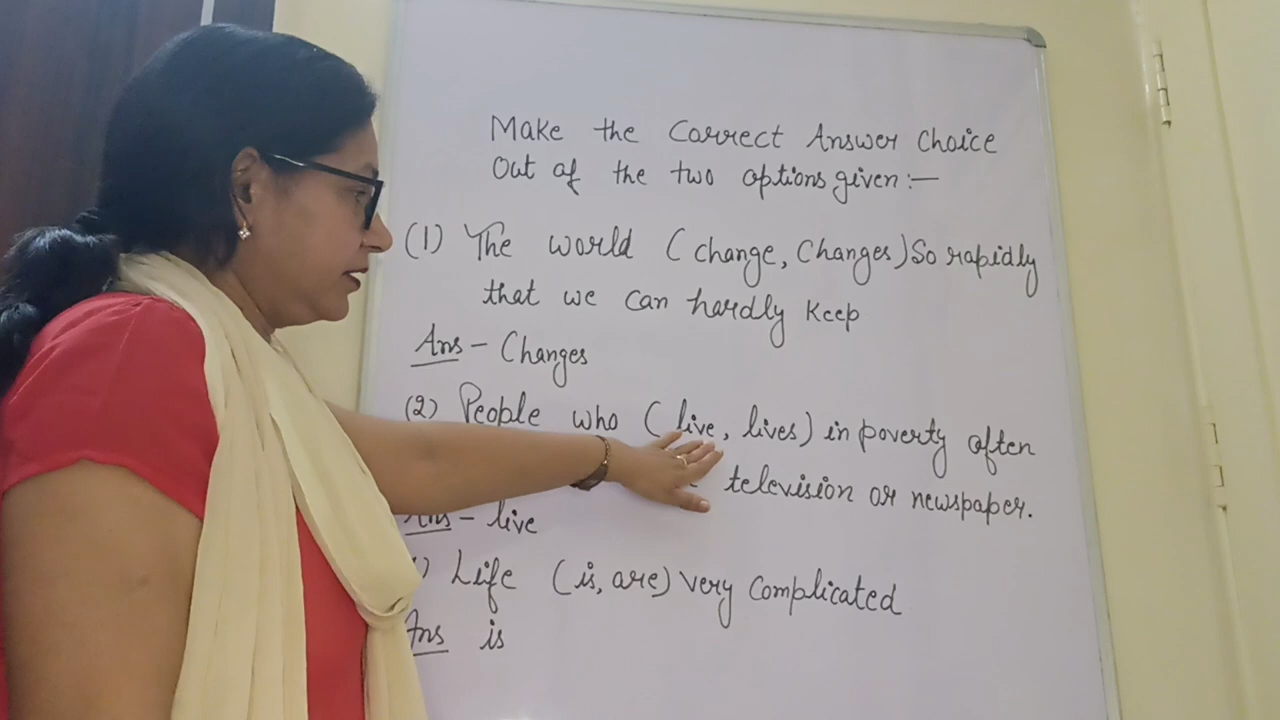 Make the Correct Answer Choice
Out of the two options given :-
(1) The world (change, Changes) So rapidly
that we can hardly keep
Ans - Changes
(2) People who (live, lives) in poverty often
television or newspaper.
Ans - live
) Life (is, are) very Complicated
Ans is